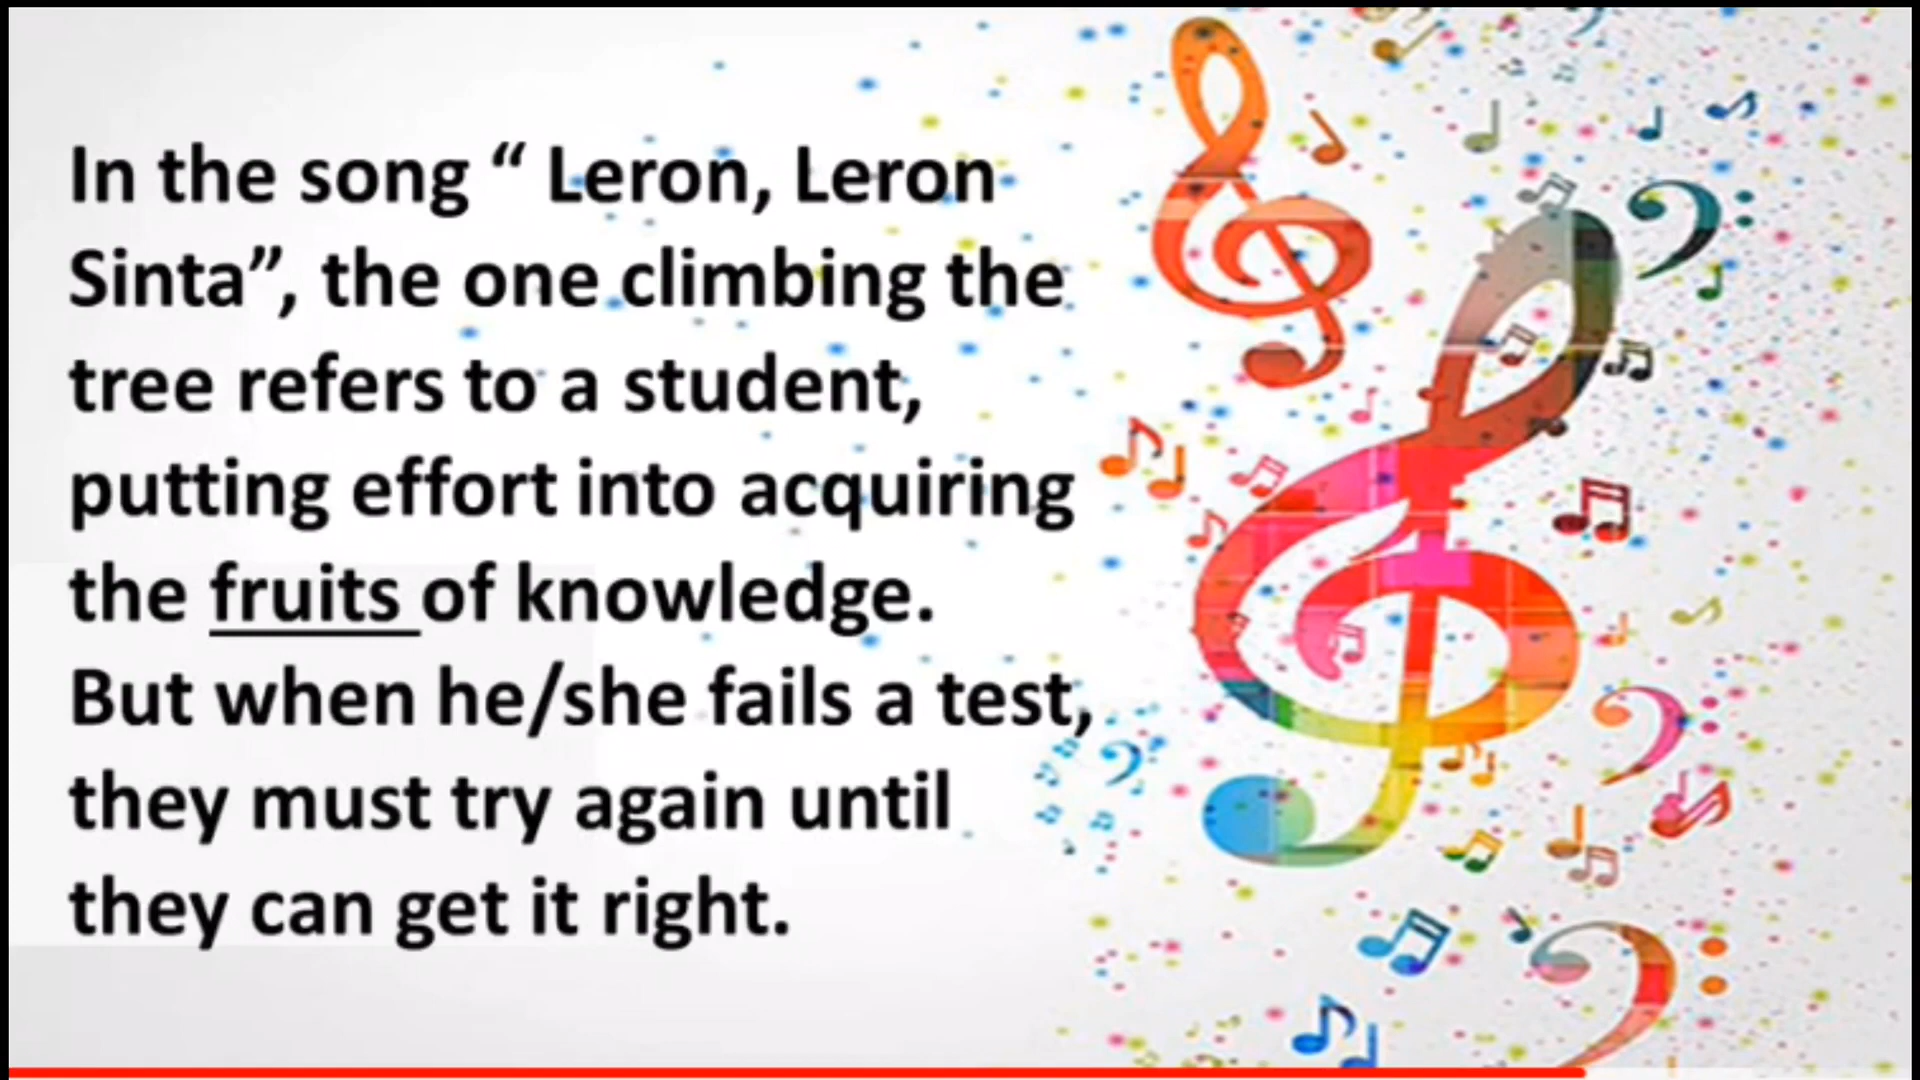 In the song “ Leron, Leron
Sinta”, the one climbing the
tree refers to a student,
putting effort into acquiring
the fruits of knowledge.
But when he/she fails a test,
they must try again until
they can get it right.